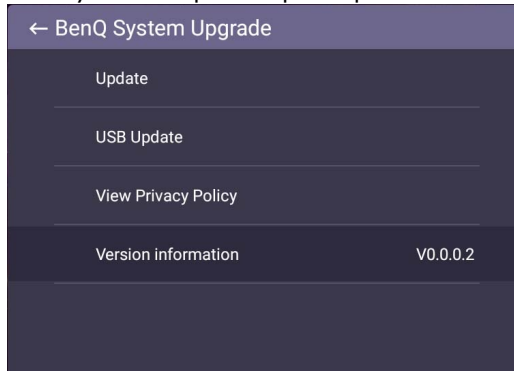 ← BenQ System Upgrade
Update
USB Update
View Privacy Policy
Version information V0.0.0.2